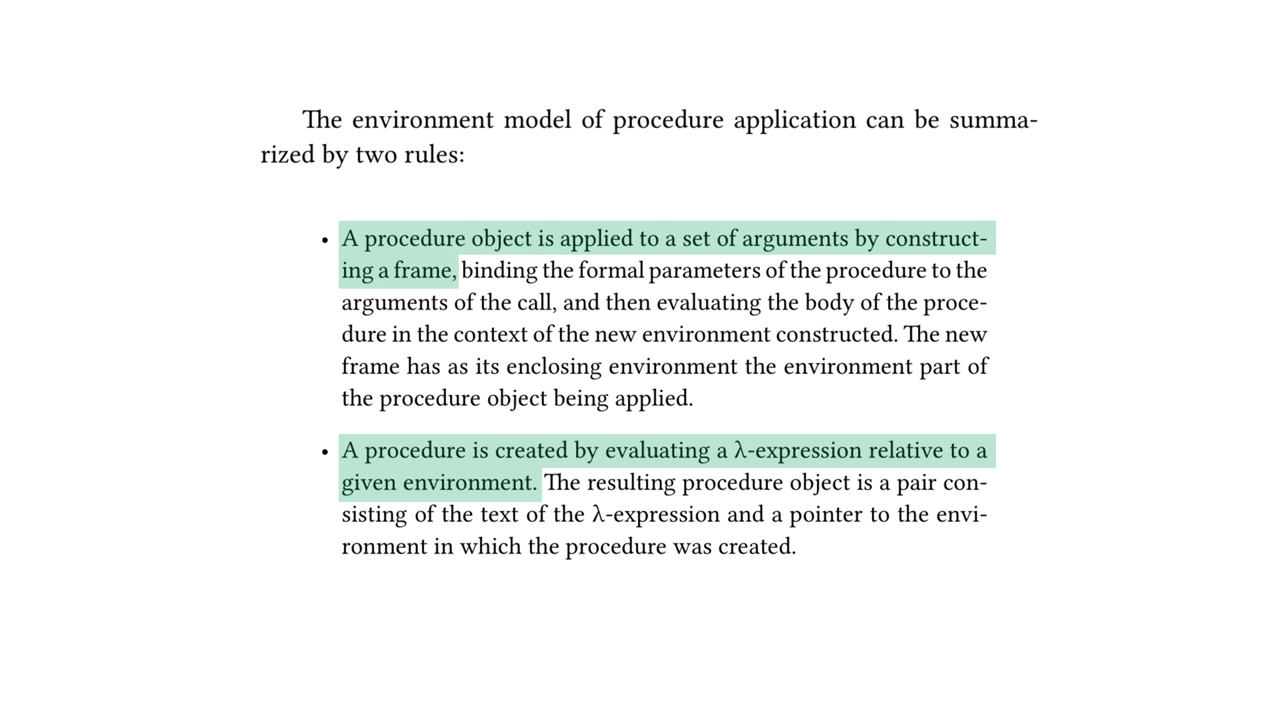 The environment model of procedure application can be summa-
rized by two rules:
• A procedure object is applied to a set of arguments by construct-
ing a frame, binding the formal parameters of the procedure to the
arguments of the call, and then evaluating the body of the proce-
dure in the context of the new environment constructed. The new
frame has as its enclosing environment the environment part of
the procedure object being applied.
• A procedure is created by evaluating a λ-expression relative to a
given environment. The resulting procedure object is a pair con-
sisting of the text of the λ-expression and a pointer to the envi-
ronment in which the procedure was created.